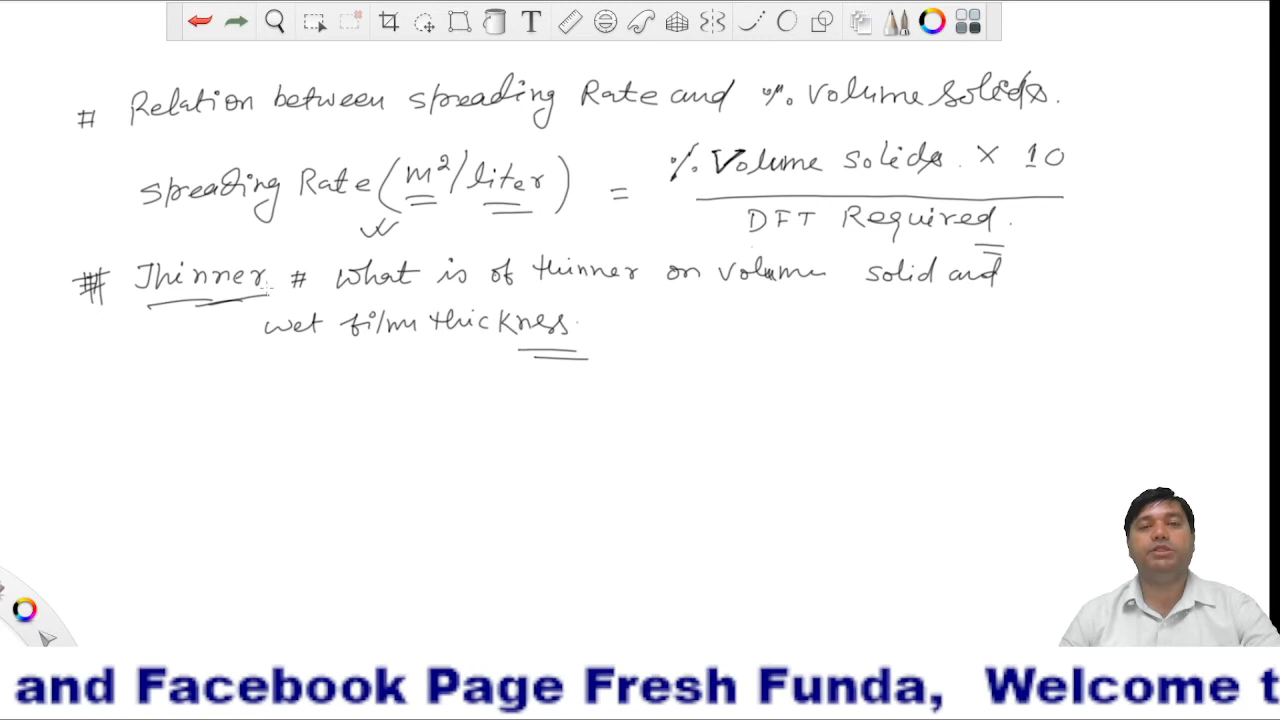 # Relation between spreading Rate and % volume solids.
spreading Rate (m²/liter) = % Volume solids. × 10
DFT Required.
# Thinner # what is of thinner on volume solid and
wet film thickness.
and Facebook Page Fresh Funda, Welcome t